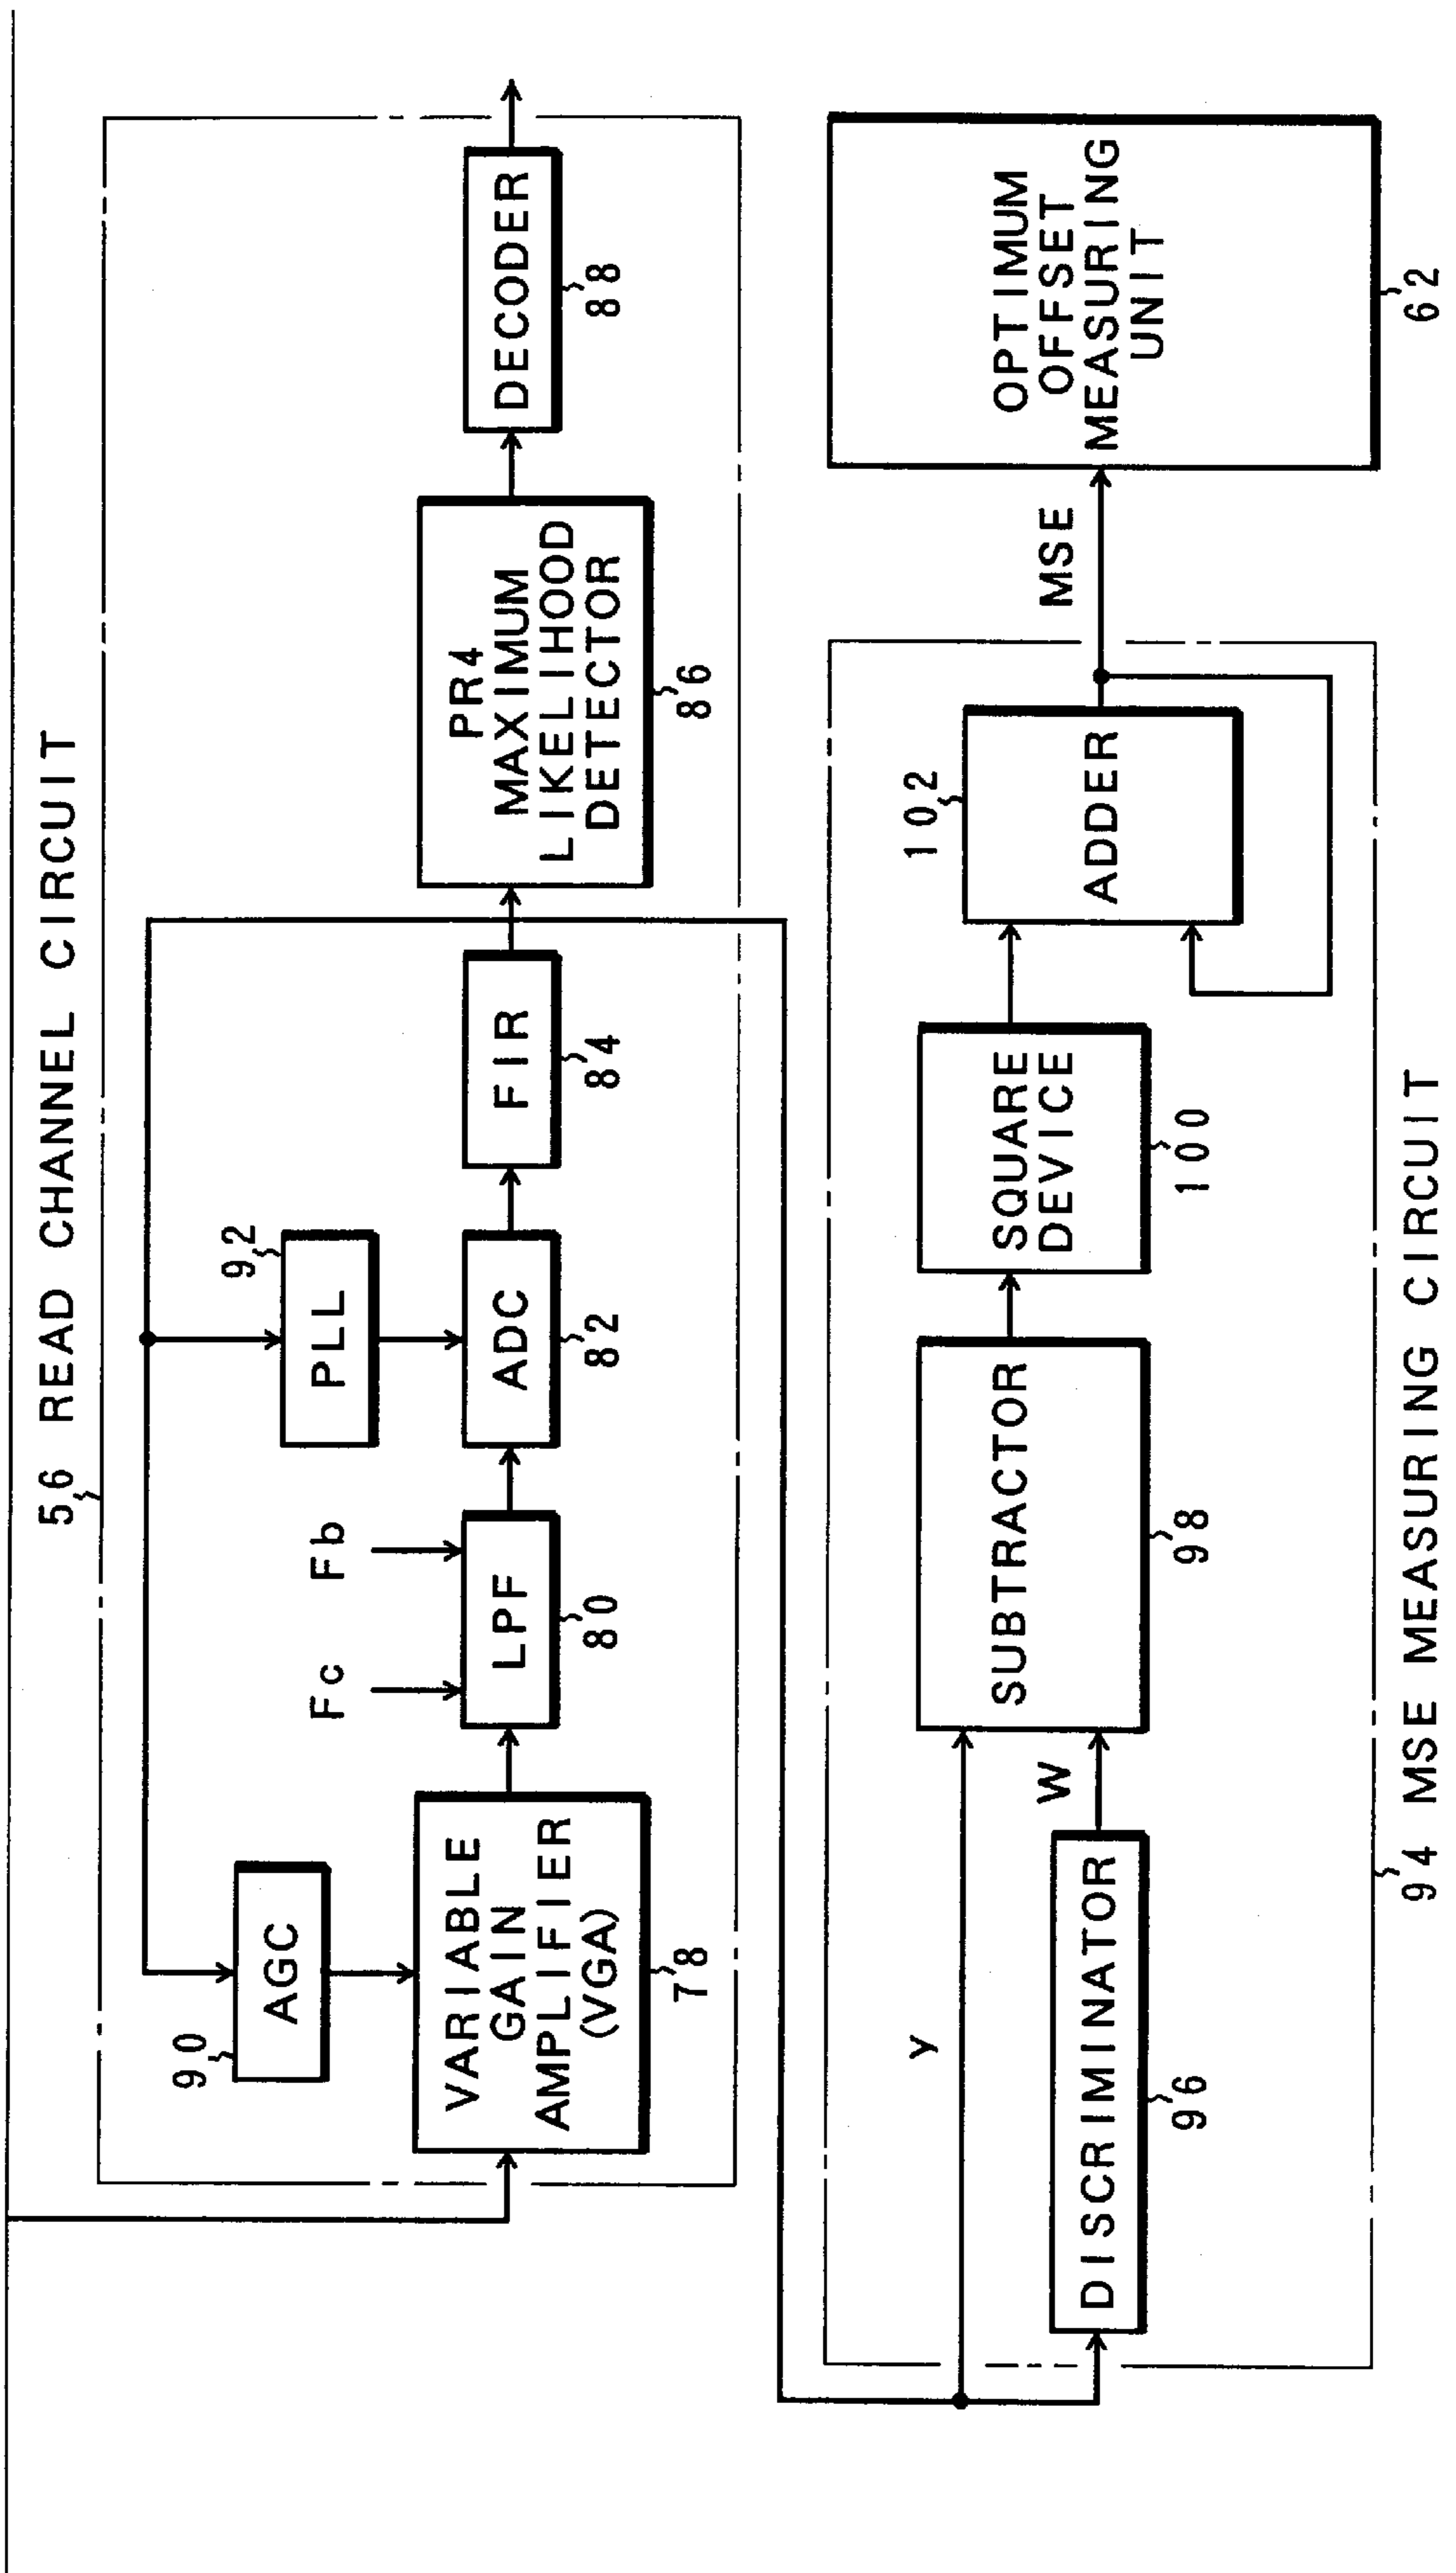 56 READ CHANNEL CIRCUIT
90
AGC
92
PLL
Fc
Fb
VARIABLE
GAIN
AMPLIFIER
(VGA)
78
LPF
80
ADC
82
FIR
84
PR4
MAXIMUM
LIKELIHOOD
DETECTOR
86
DECODER
88
y
DISCRIMINATOR
96
W
SUBTRACTOR
98
SQUARE
DEVICE
100
102
ADDER
MSE
OPTIMUM
OFFSET
MEASURING
UNIT
62
94 MSE MEASURING CIRCUIT